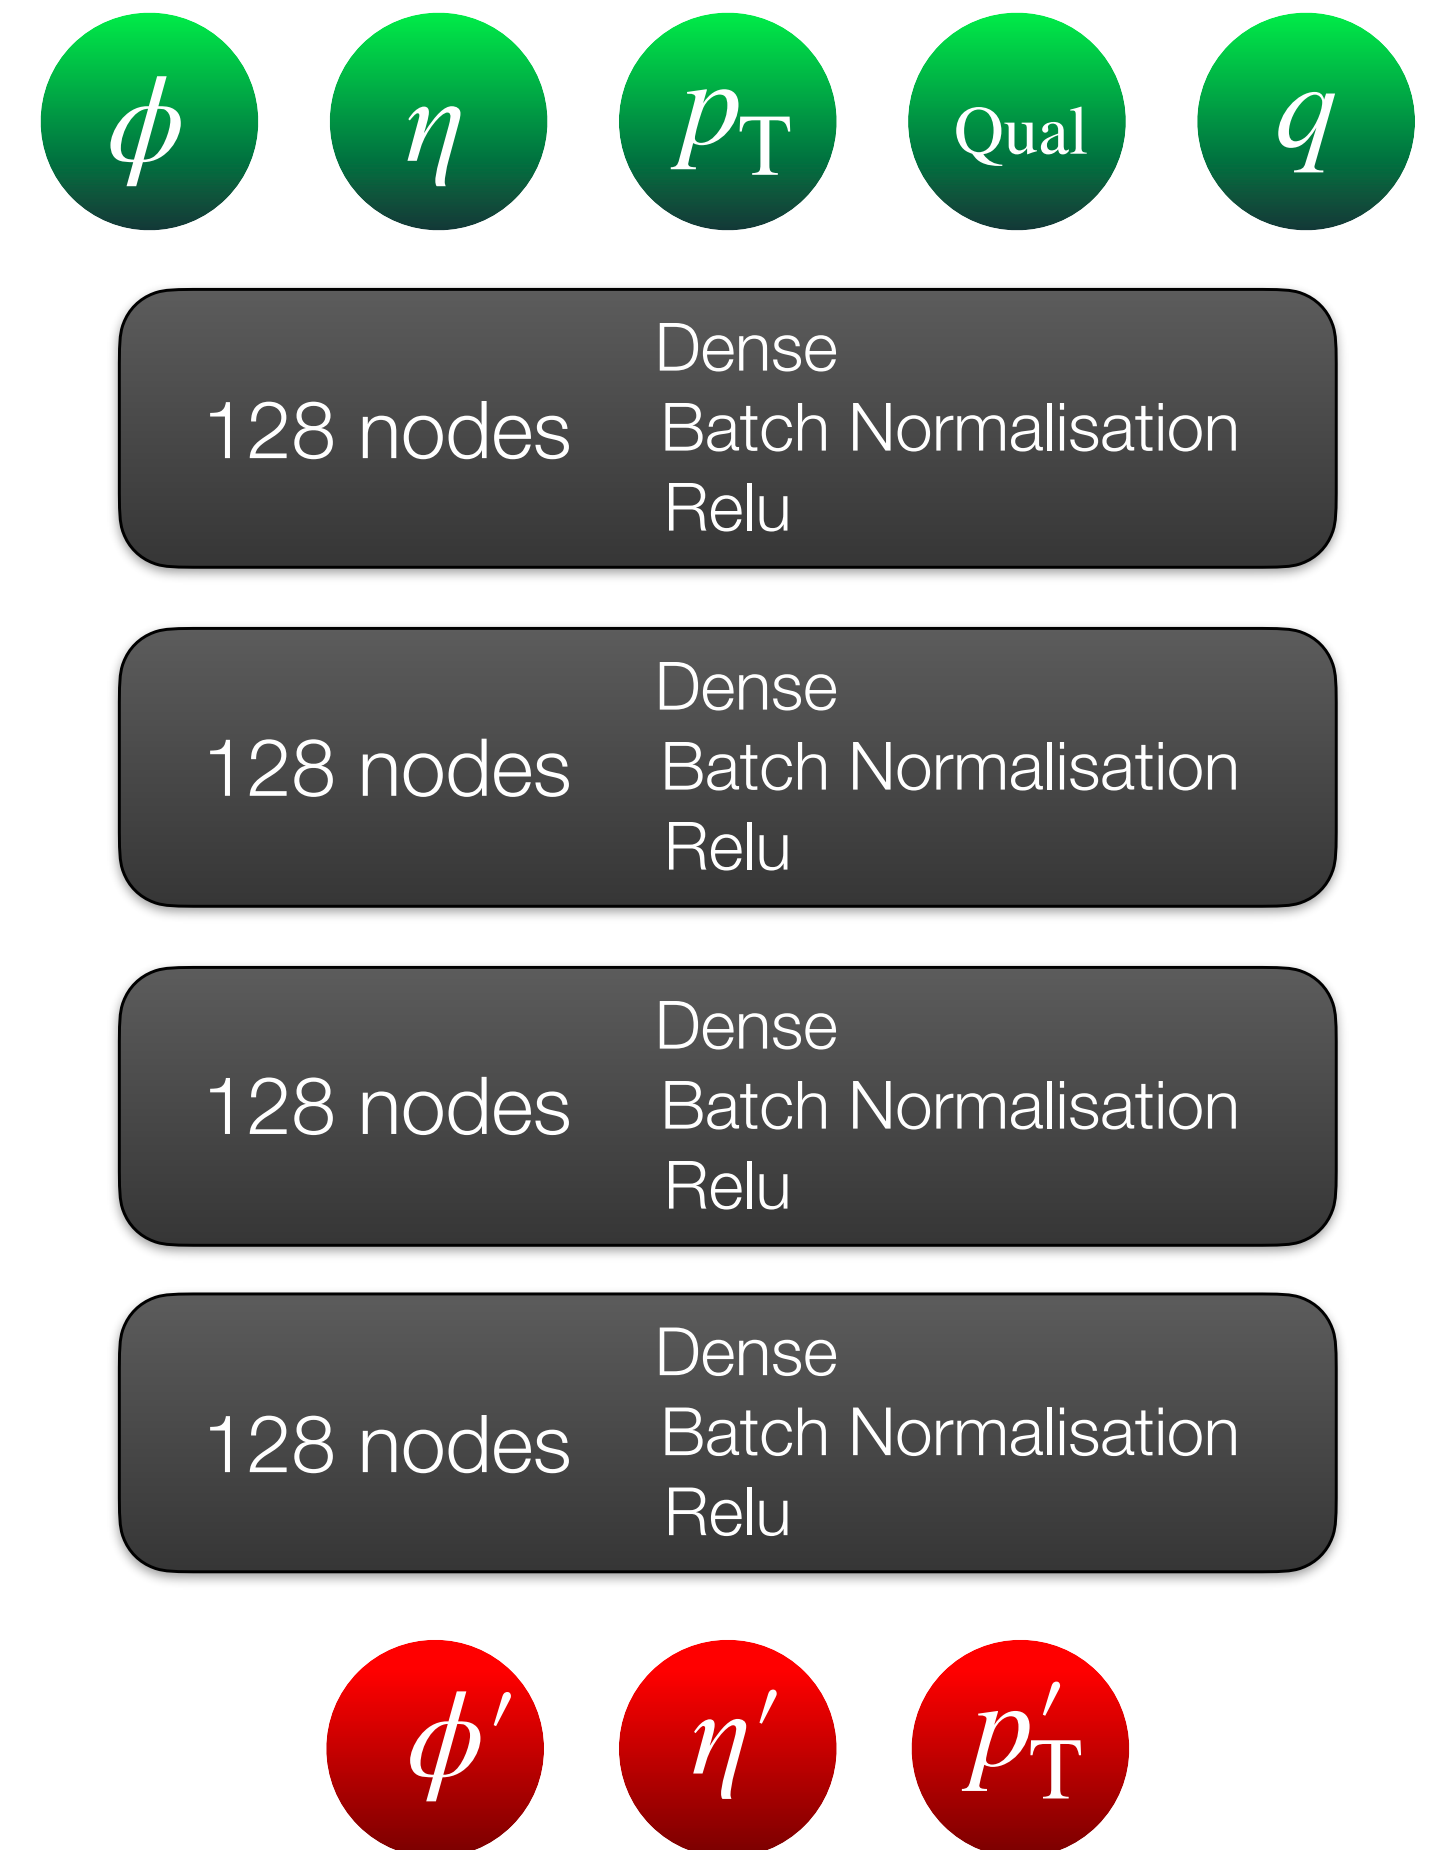 ϕ η pT Qual q
Dense
128 nodes Batch Normalisation
Relu
Dense
128 nodes Batch Normalisation
Relu
Dense
128 nodes Batch Normalisation
Relu
Dense
128 nodes Batch Normalisation
Relu
ϕ′ η′ p′T